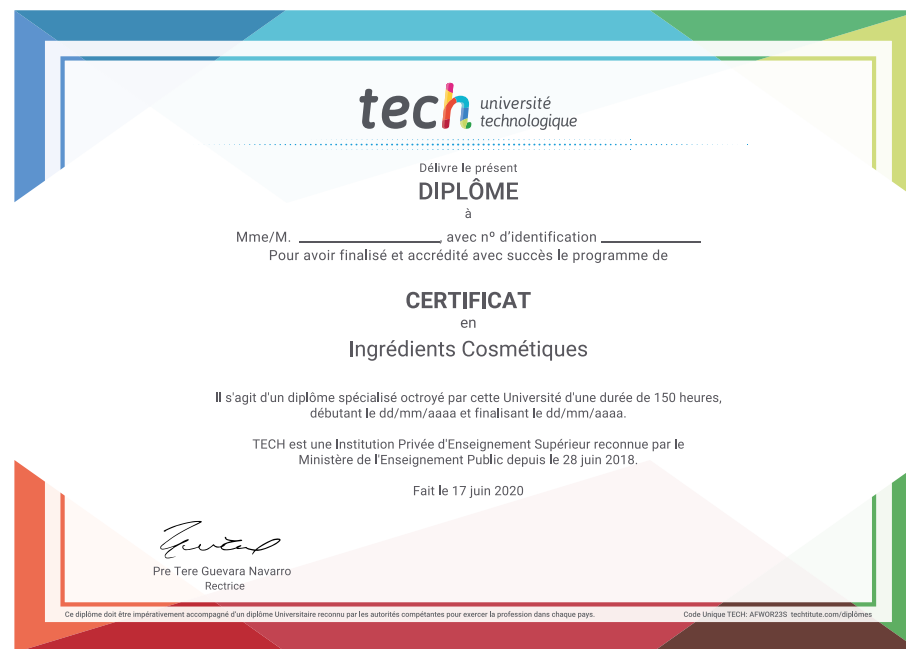 tech université
technologique
Délivre le présent
DIPLÔME
à
Mme/M. , avec nº d'identification
Pour avoir finalisé et accrédité avec succès le programme de
CERTIFICAT
en
Ingrédients Cosmétiques
Il s'agit d'un diplôme spécialisé octroyé par cette Université d'une durée de 150 heures,
débutant le dd/mm/aaaa et finalisant le dd/mm/aaaa.
TECH est une Institution Privée d'Enseignement Supérieur reconnue par le
Ministère de l'Enseignement Public depuis le 28 juin 2018.
Fait le 17 juin 2020
Pre Tere Guevara Navarro
Rectrice
Ce diplôme doit être impérativement accompagné d'un diplôme Universitaire reconnu par les autorités compétantes pour exercer la profession dans chaque pays.
Code Unique TECH: AFWOR23S techtitute.com/diplômes